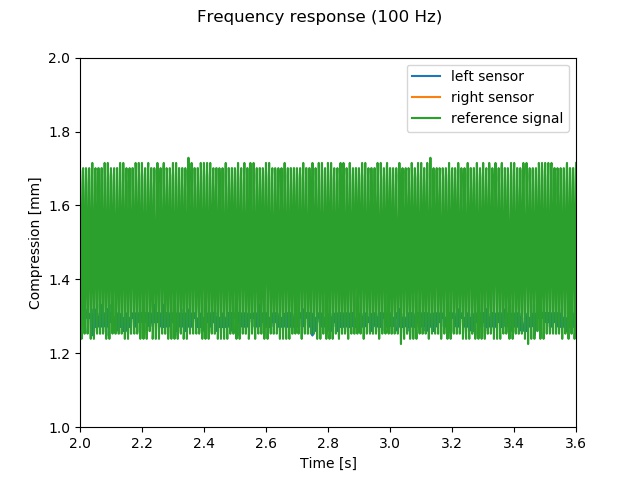 Frequency response (100 Hz)
2.0
1.8
1.6
1.4
1.2
1.0
Compression [mm]
left sensor
right sensor
reference signal
2.0 2.2 2.4 2.6 2.8 3.0 3.2 3.4 3.6
Time [s]